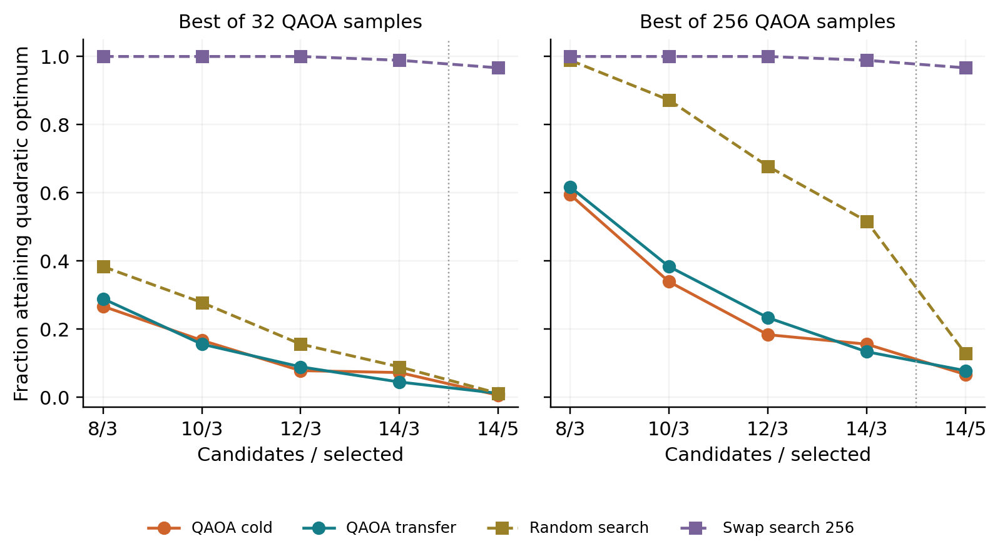 Best of 32 QAOA samples
Best of 256 QAOA samples
Fraction attaining quadratic optimum
1.0
0.8
0.6
0.4
0.2
0.0
8/3 10/3 12/3 14/3 14/5
8/3 10/3 12/3 14/3 14/5
Candidates / selected
Candidates / selected
QAOA cold QAOA transfer Random search Swap search 256